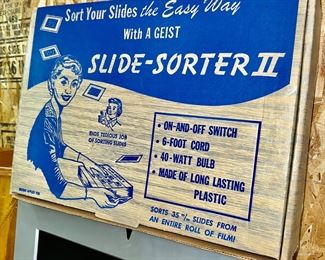 Sort Your Slides the Easy Way
With A GEIST
SLIDE-SORTER II
ENDS TEDIOUS JOB
OF SORTING SLIDES
• ON-AND-OFF SWITCH
• 6-FOOT CORD
• 40-WATT BULB
• MADE OF LONG LASTING
PLASTIC
SORTS 35 m/m SLIDES FROM
AN ENTIRE ROLL OF FILM!